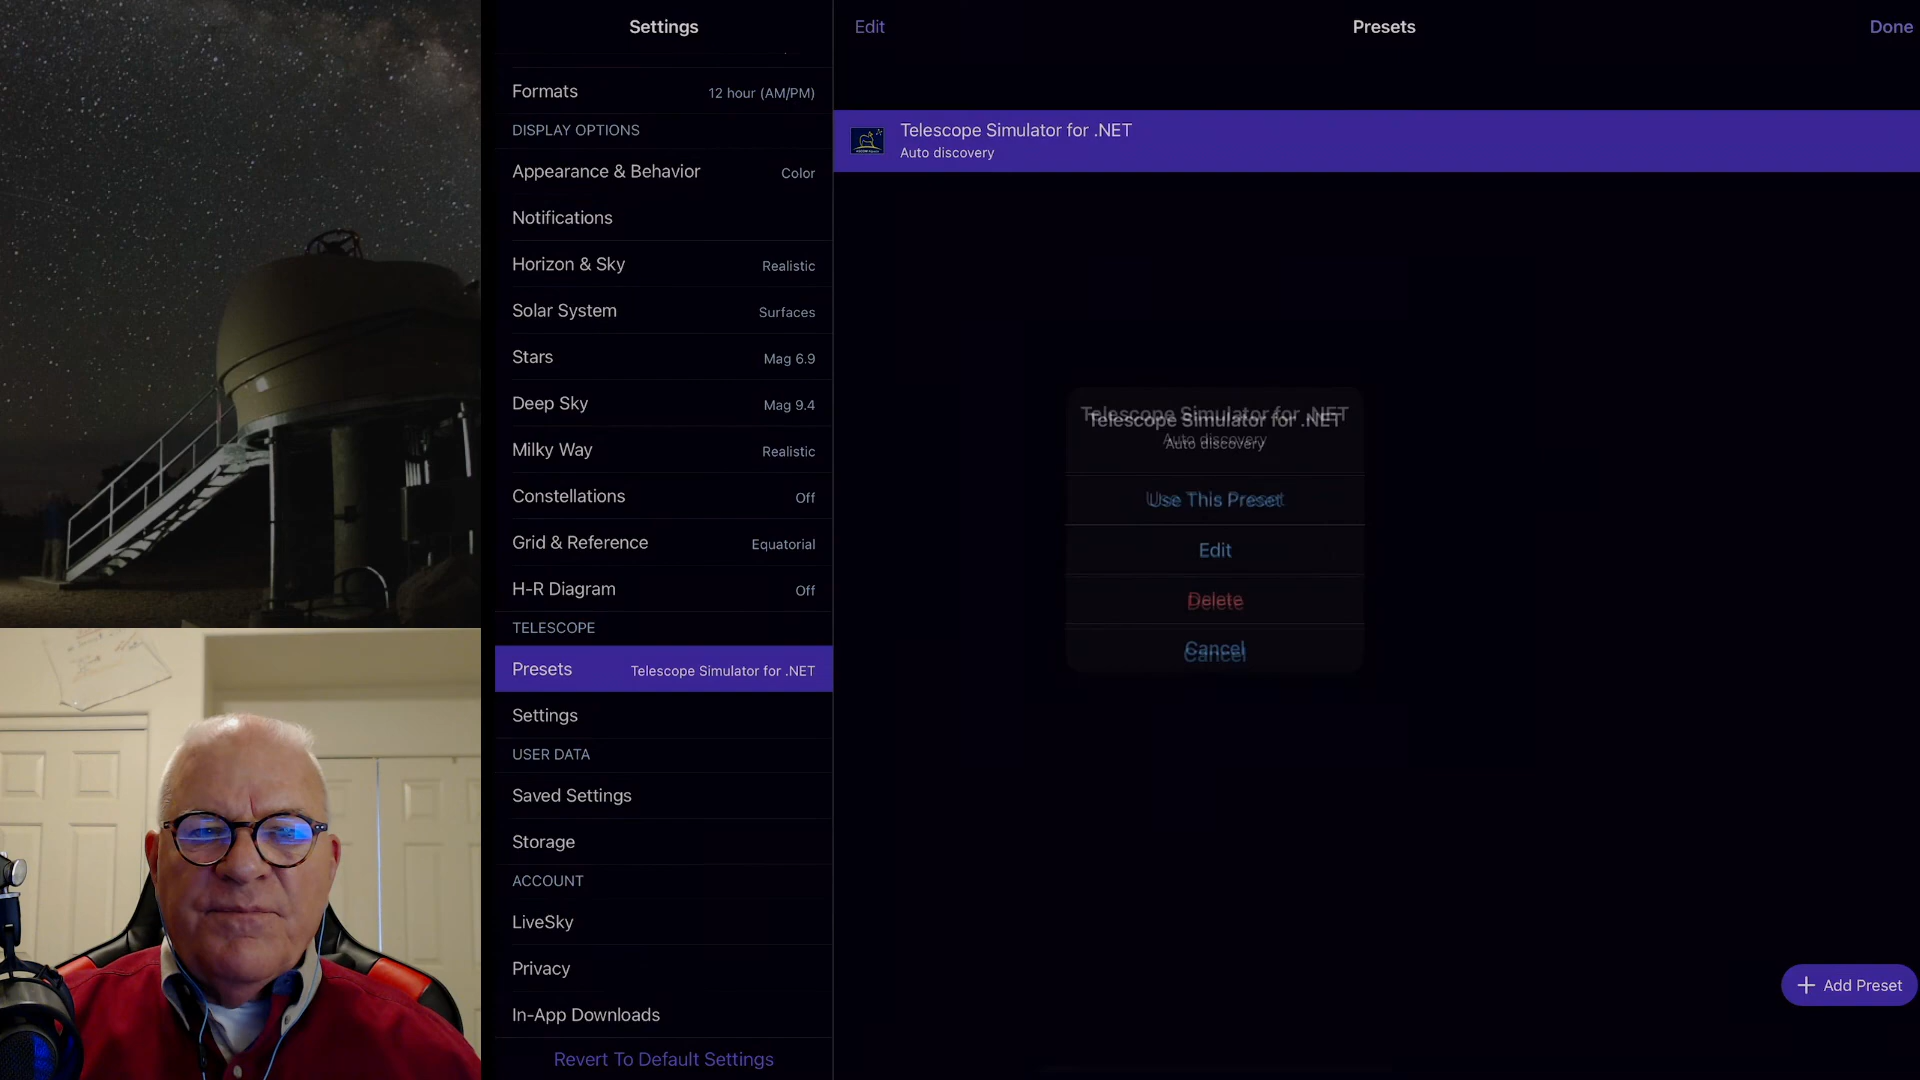 Settings
Formats 12 hour (AM/PM)
DISPLAY OPTIONS
Appearance & Behavior Color
Notifications
Horizon & Sky Realistic
Solar System Surfaces
Stars Mag 6.9
Deep Sky Mag 9.4
Milky Way Realistic
Constellations Off
Grid & Reference Equatorial
H-R Diagram Off
TELESCOPE
Presets Telescope Simulator for .NET
Settings
USER DATA
Saved Settings
Storage
ACCOUNT
LiveSky
Privacy
In-App Downloads
Revert To Default Settings
Edit Presets Done
Telescope Simulator for .NET
Auto discovery
Telescope Simulator for .NET
Auto discovery
Use This Preset
Edit
Delete
Cancel
+ Add Preset